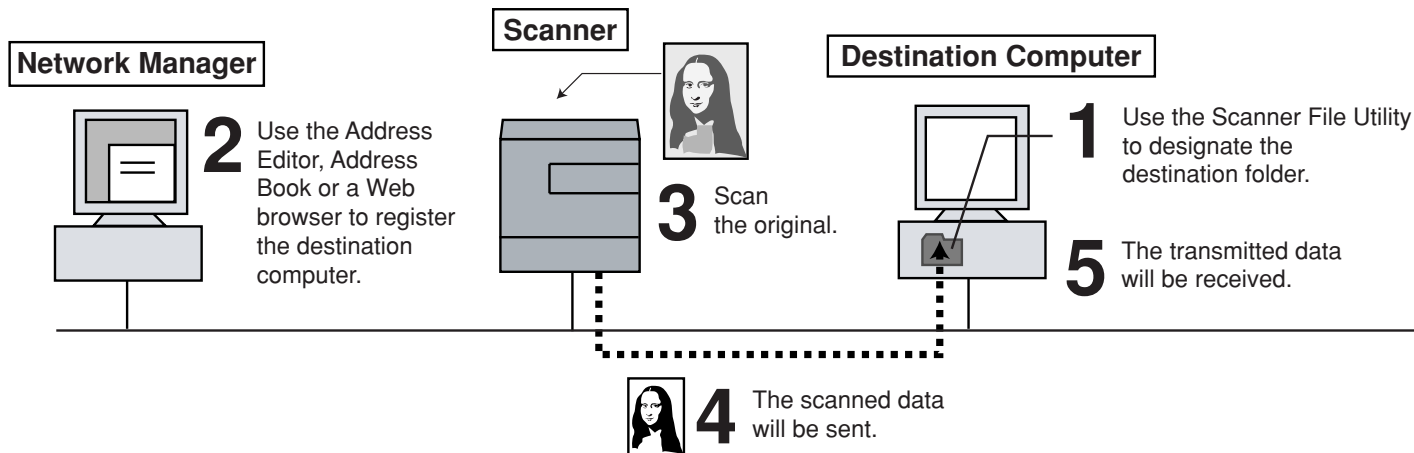 Network Manager
2
Use the Address
Editor, Address
Book or a Web
browser to register
the destination
computer.
Scanner
3
Scan
the original.
Destination Computer
1
Use the Scanner File Utility
to designate the
destination folder.
5
The transmitted data
will be received.
4
The scanned data
will be sent.